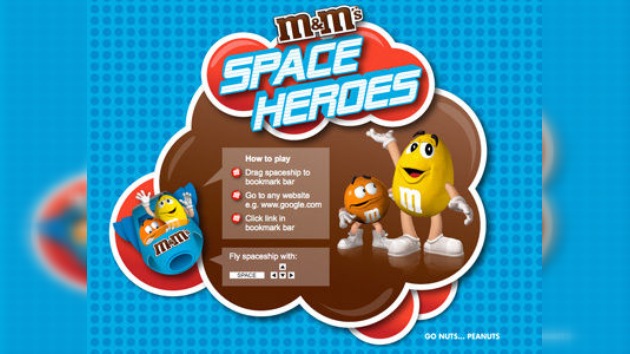 m&m's
SPACE
HEROES
How to play
Drag spaceship to
bookmark bar
Go to any website
e.g. www.google.com
Click link in
bookmark bar
Fly spaceship with:
SPACE
m&m's
m
m
GO NUTS... PEANUTS